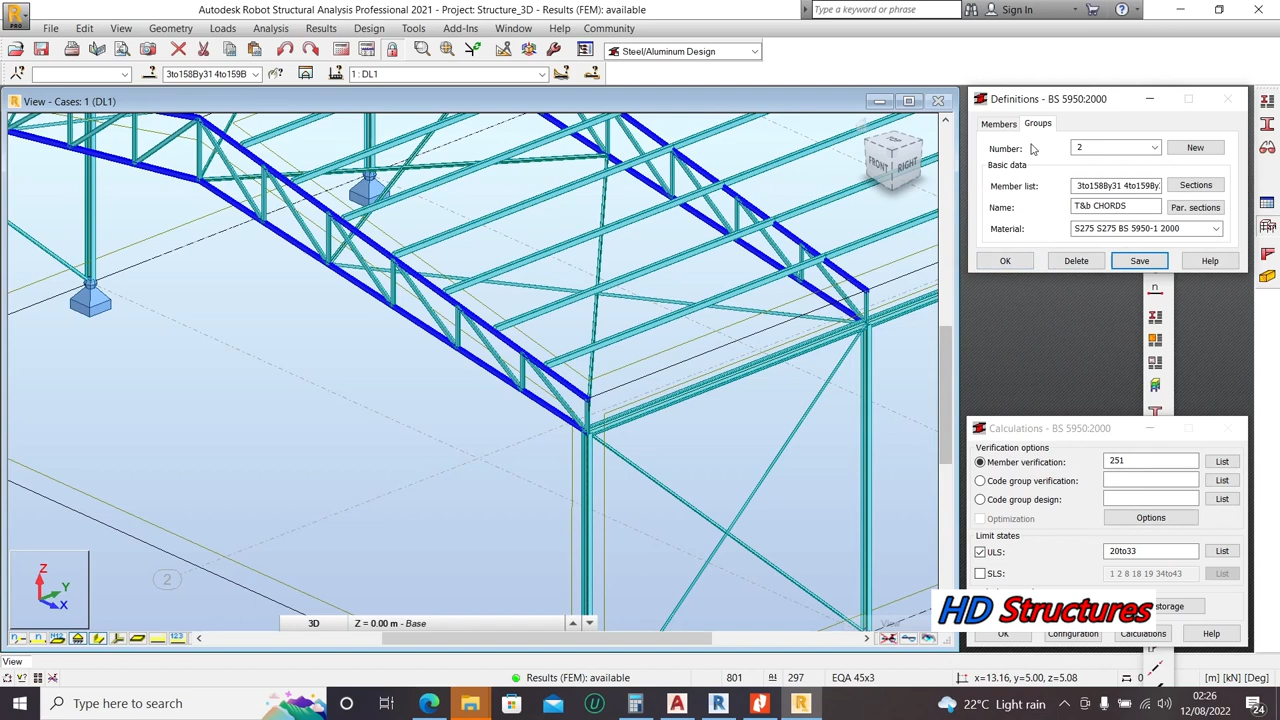 Autodesk Robot Structural Analysis Professional 2021 - Project: Structure_3D - Results (FEM): available
Type a keyword or phrase
Sign In
PRO
File Edit View Geometry Loads Analysis Results Design Tools Add-Ins Window Help Community
Steel/Aluminum Design
3to158By31 4to159B
1 : DL1
View - Cases: 1 (DL1)
FRONT
RIGHT
Definitions - BS 5950:2000
Members
Groups
Number:
2
New
Basic data
Member list:
3to158By31 4to159By.
Sections
Name:
T&b CHORDS
Par. sections
Material:
S275 S275 BS 5950-1 2000
OK
Delete
Save
Help
Calculations - BS 5950:2000
Verification options
Member verification:
251
List
Code group verification:
List
Code group design:
List
Optimization
Options
Limit states
ULS:
20to33
List
SLS:
1 2 8 18 19 34to43
List
storage
HD Structures
OK
Configuration
Calculations
Help
Z
Y
X
2
3D
Z = 0.00 m - Base
View
View
Results (FEM): available
801
297
EQA 45x3
x=13.16, y=5.00, z=5.08
0
[m] [kN] [Deg]
Type here to search
22°C Light rain
02:26
12/08/2022
24